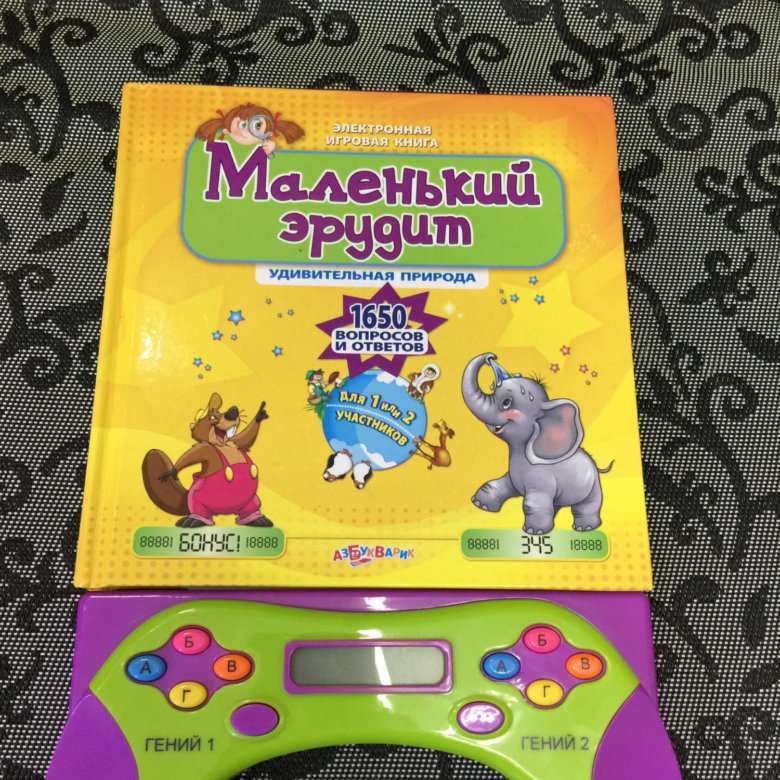 ЭЛЕКТРОННАЯ
ИГРОВАЯ КНИГА
Маленький
эрудит
УДИВИТЕЛЬНАЯ ПРИРОДА
1650
ВОПРОСОВ
И ОТВЕТОВ
ДЛЯ 1 ИЛИ 2
УЧАСТНИКОВ
88881 БОНУС! 18888
АЗБУКВАРИК
88881 345 18888
Б
А В
Г
Б
А В
Г
ГЕНИЙ 1
ГЕНИЙ 2